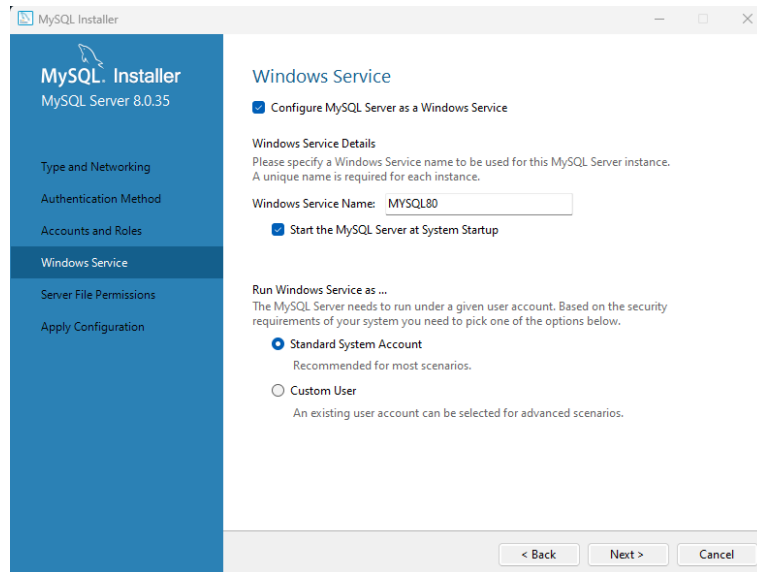 MySQL Installer
MySQL. Installer
MySQL Server 8.0.35
Type and Networking
Authentication Method
Accounts and Roles
Windows Service
Server File Permissions
Apply Configuration
Windows Service
Configure MySQL Server as a Windows Service
Windows Service Details
Please specify a Windows Service name to be used for this MySQL Server instance.
A unique name is required for each instance.
Windows Service Name: MYSQL80
Start the MySQL Server at System Startup
Run Windows Service as ...
The MySQL Server needs to run under a given user account. Based on the security
requirements of your system you need to pick one of the options below.
Standard System Account
Recommended for most scenarios.
Custom User
An existing user account can be selected for advanced scenarios.
< Back Next > Cancel